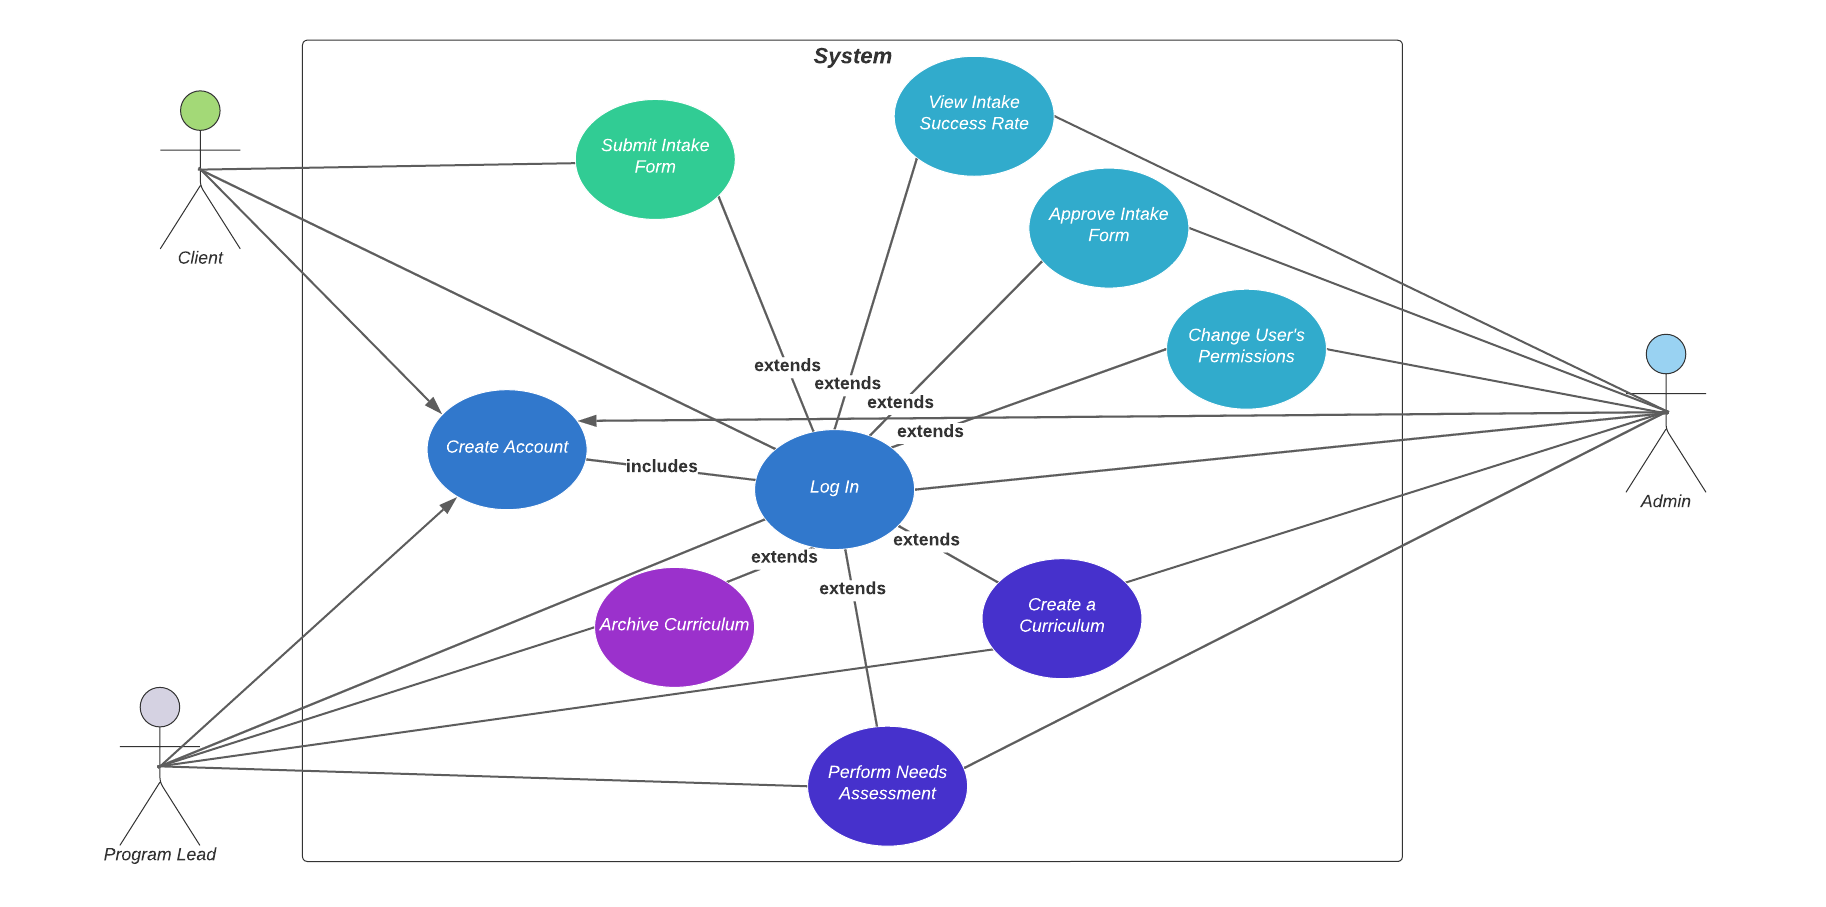 System
View Intake
Success Rate
Submit Intake
Form
Approve Intake
Form
Client
Change User's
Permissions
extends
extends
extends
extends
Create Account
includes
Log In
Admin
extends
extends
extends
Create a
Curriculum
Archive Curriculum
Perform Needs
Assessment
Program Lead